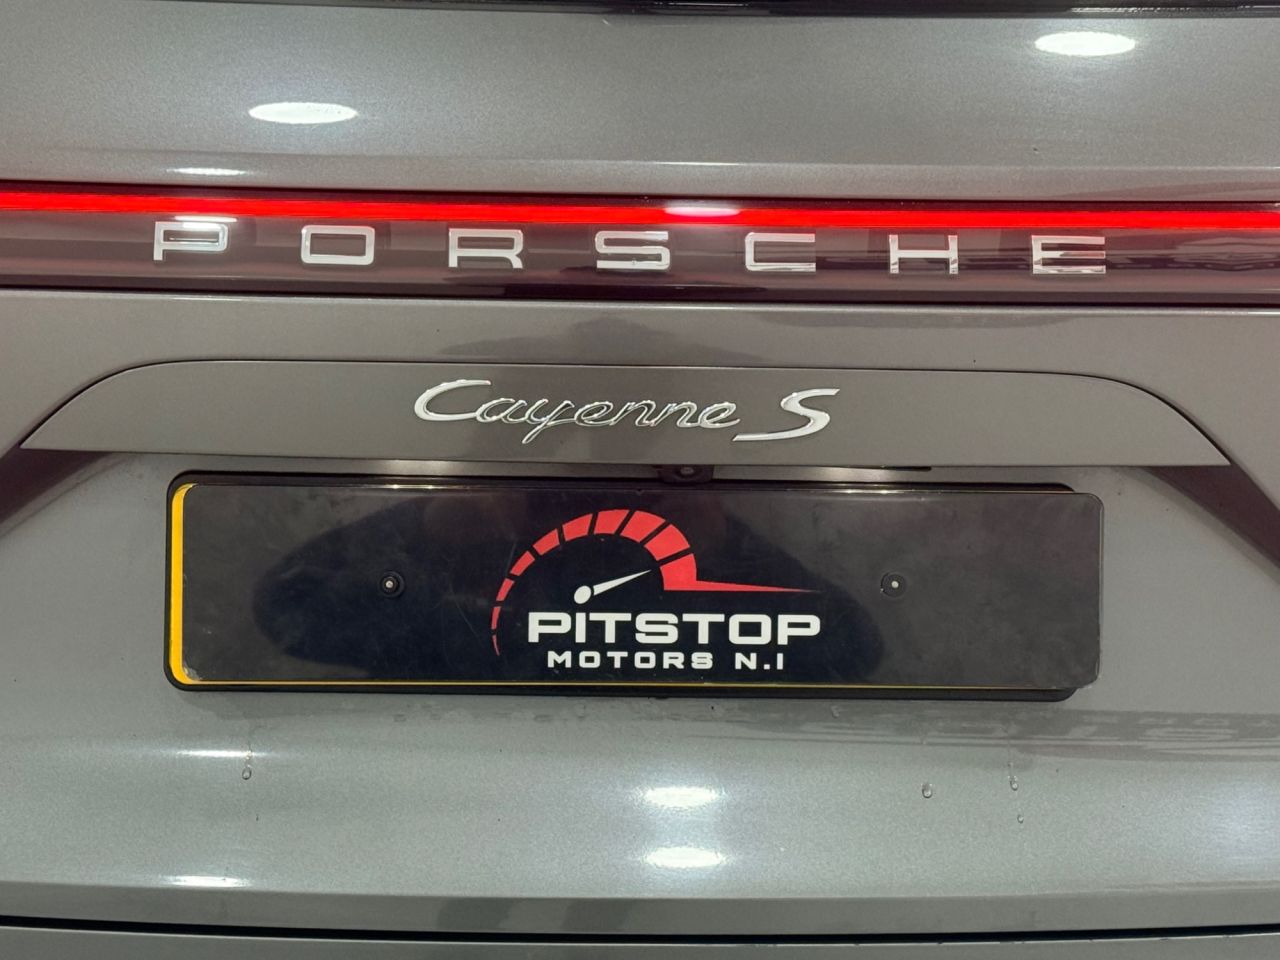 PORSCHE
Cayenne S
PITSTOP
MOTORS N.I